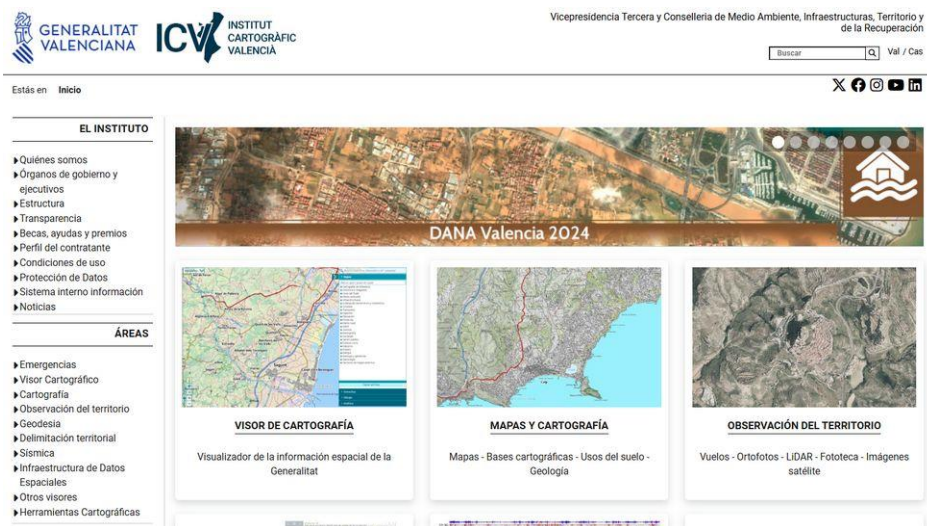 GENERALITAT
VALENCIANA
ICV
INSTITUT
CARTOGRÀFIC
VALENCIÀ
Vicepresidencia Tercera y Conselleria de Medio Ambiente, Infraestructuras, Territorio y
de la Recuperación
Buscar
Val / Cas
Estás en Inicio
EL INSTITUTO
Quiénes somos
Órganos de gobierno y
ejecutivos
Estructura
Transparencia
Becas, ayudas y premios
Perfil del contratante
Condiciones de uso
Protección de Datos
Sistema interno información
Noticias
ÁREAS
Emergencias
Visor Cartográfico
Cartografía
Observación del territorio
Geodesia
Delimitación territorial
Sísmica
Infraestructura de Datos
Espaciales
Otros visores
Herramientas Cartográficas
DANA Valencia 2024
VISOR DE CARTOGRAFÍA
Visualizador de la información espacial de la
Generalitat
MAPAS Y CARTOGRAFÍA
Mapas - Bases cartográficas - Usos del suelo -
Geología
OBSERVACIÓN DEL TERRITORIO
Vuelos - Ortofotos - LiDAR - Fototeca - Imágenes
satélite